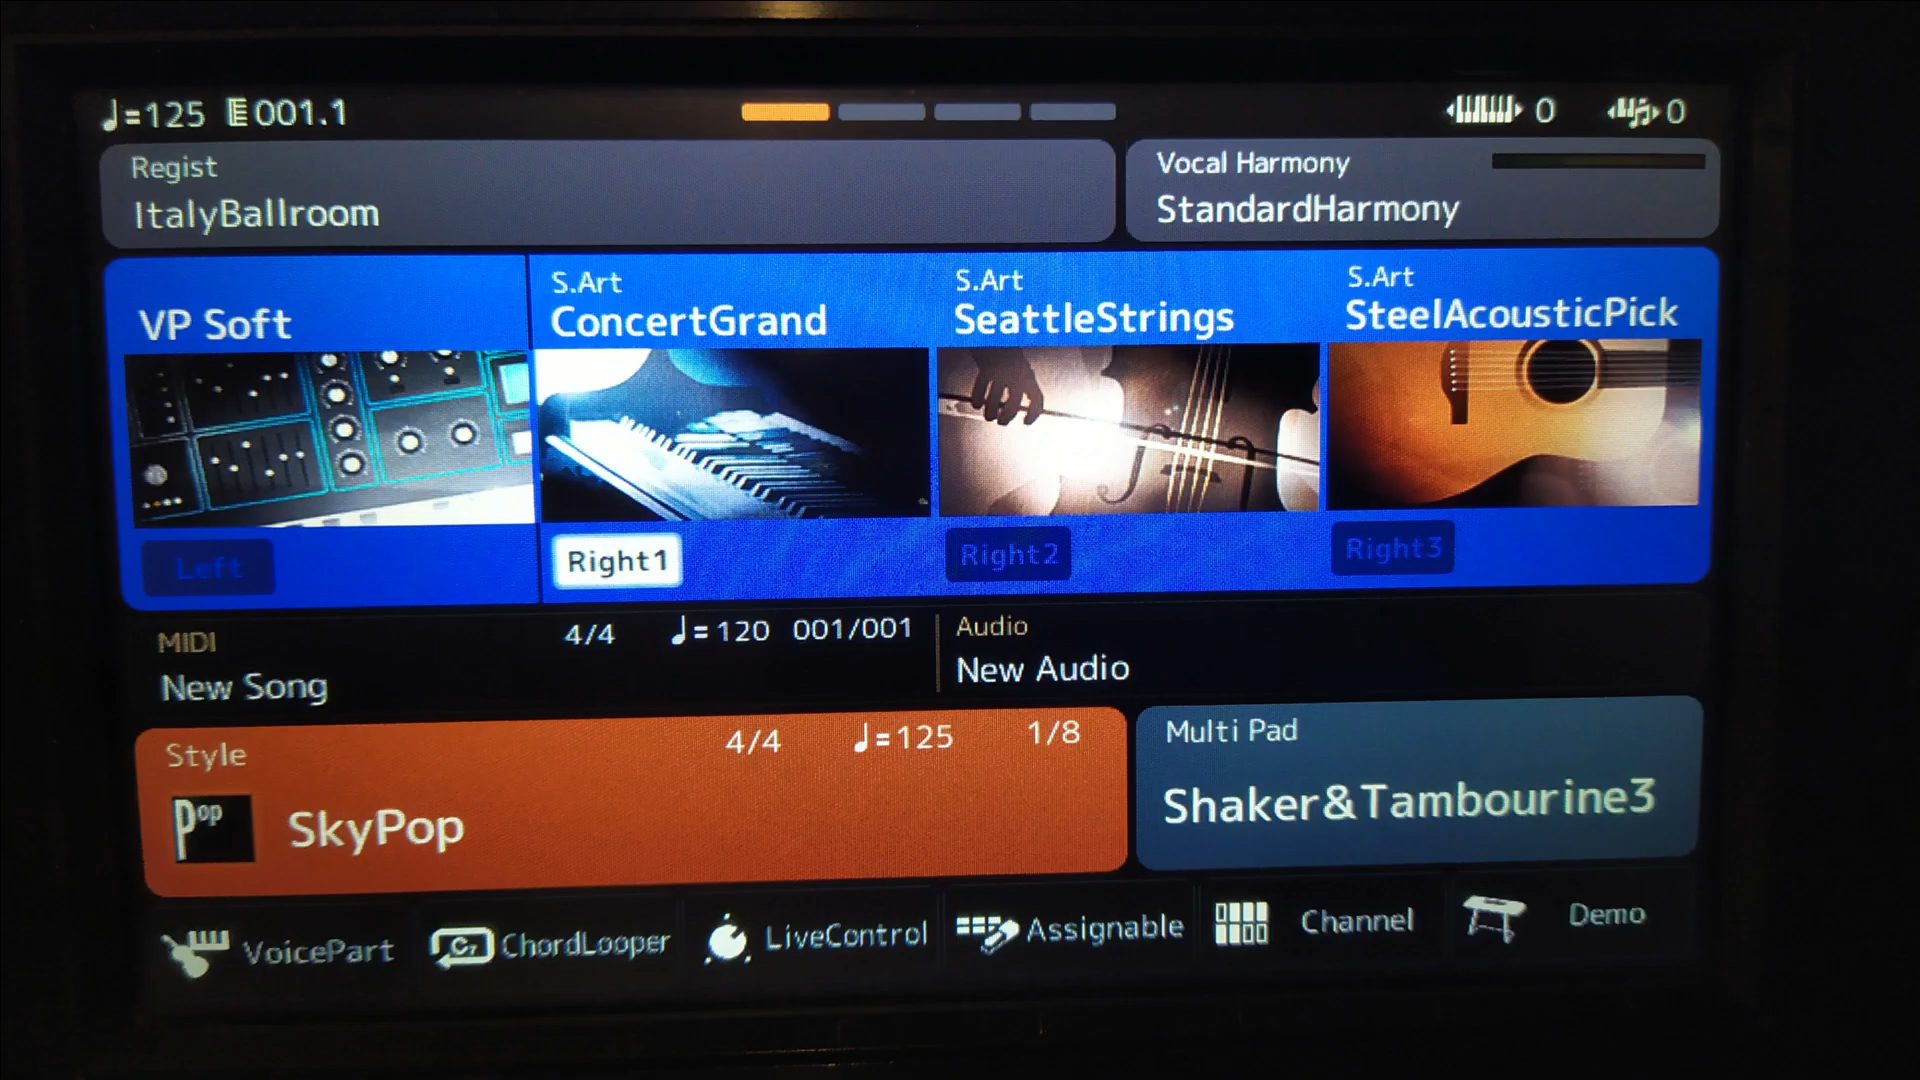 ♩=125 001.1
0 0
Regist
ItalyBallroom
Vocal Harmony
StandardHarmony
VP Soft
S.Art
ConcertGrand
S.Art
SeattleStrings
S.Art
SteelAcousticPick
Left
Right1
Right2
Right3
MIDI 4/4 ♩=120 001/001
New Song
Audio
New Audio
Style 4/4 ♩=125 1/8
Pop
SkyPop
Multi Pad
Shaker&Tambourine3
VoicePart
C7
ChordLooper
LiveControl
Assignable
Channel
Demo